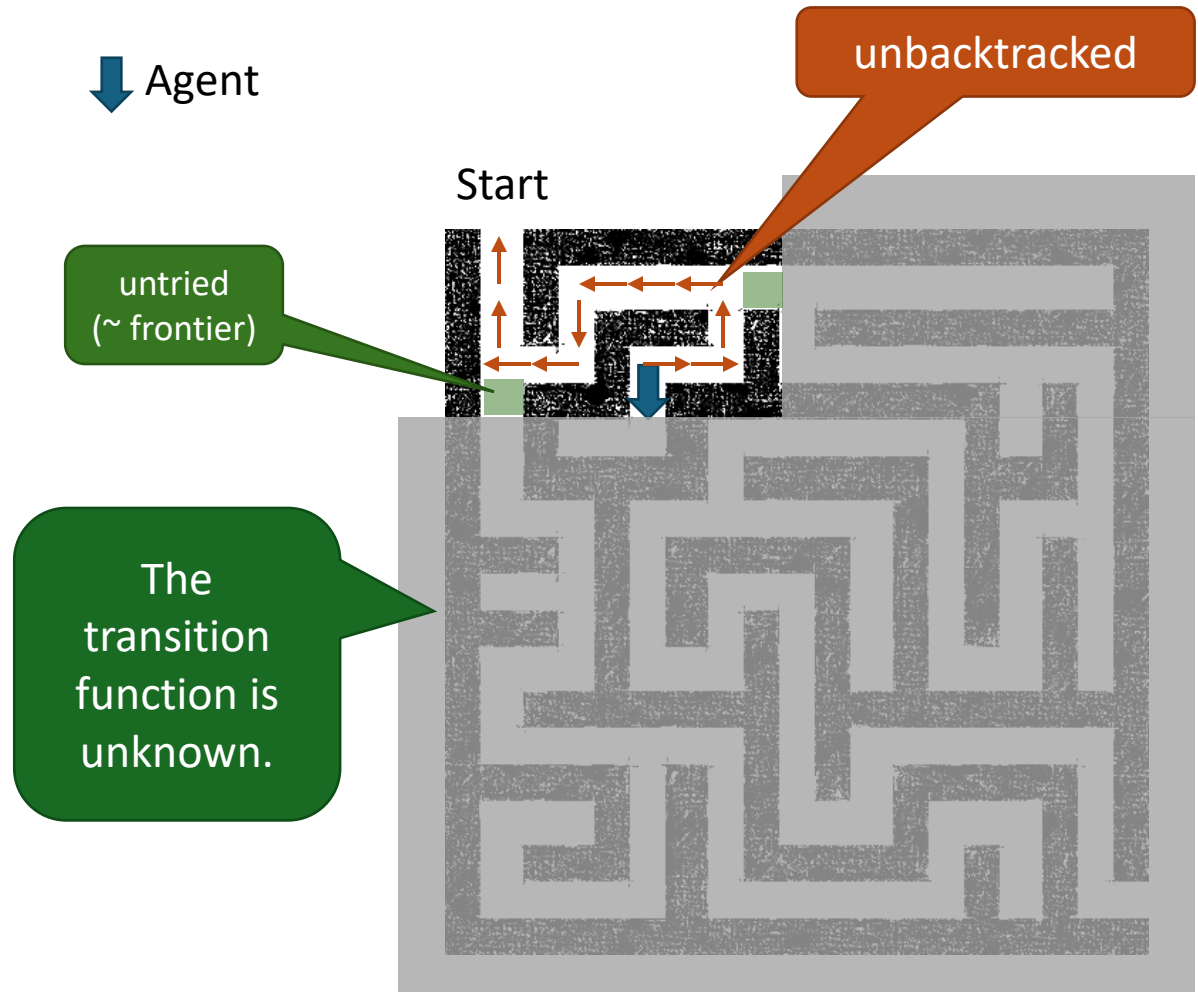 Agent
unbacktracked
Start
untried
(~ frontier)
The
transition
function is
unknown.